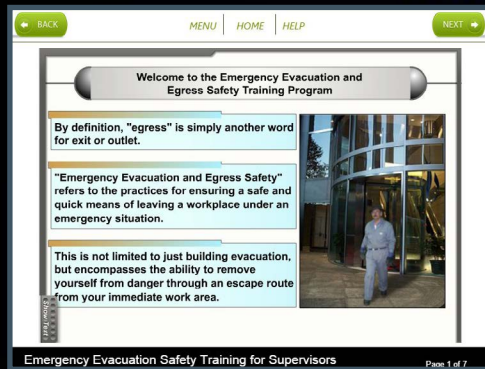 BACK
MENU
HOME
HELP
NEXT
Welcome to the Emergency Evacuation and
Egress Safety Training Program
By definition, "egress" is simply another word
for exit or outlet.
"Emergency Evacuation and Egress Safety"
refers to the practices for ensuring a safe and
quick means of leaving a workplace under an
emergency situation.
This is not limited to just building evacuation,
but encompasses the ability to remove
yourself from danger through an escape route
from your immediate work area.
Show Text
Emergency Evacuation Safety Training for Supervisors
Page 1 of 7